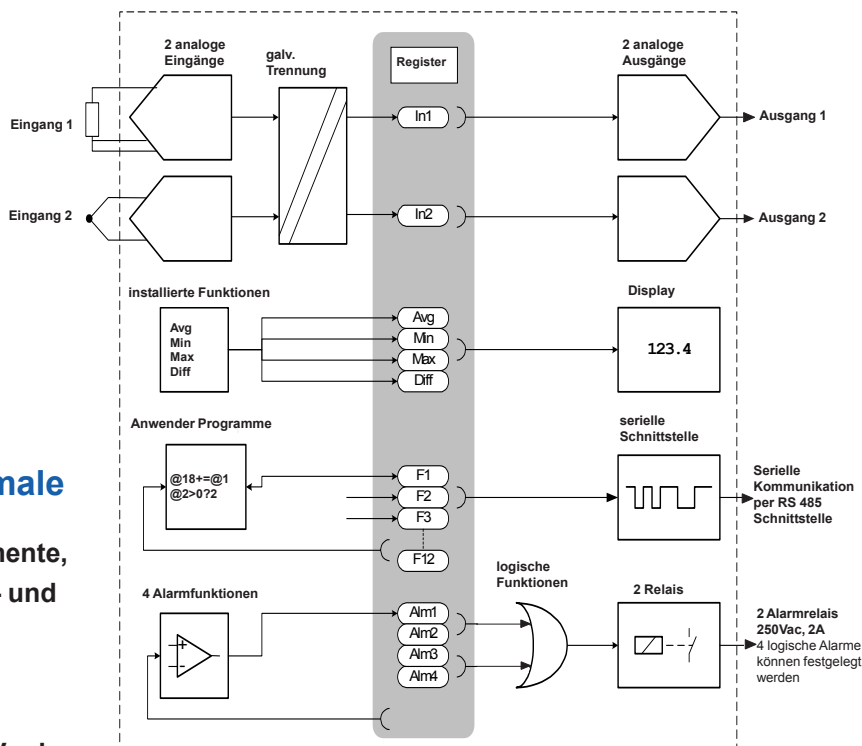 2 analoge
Eingänge
galv.
Trennung
Register
2 analoge
Ausgänge
Eingang 1
In1
Ausgang 1
Eingang 2
In2
Ausgang 2
installierte Funktionen
Avg
Min
Max
Diff
Avg
Min
Max
Diff
Display
123.4
Anwender Programme
@18+=@1
@2>0?2
F1
F2
F3
F12
serielle
Schnittstelle
Serielle
Kommunikation
per RS 485
Schnittstelle
male
nente,
- und
4 Alarmfunktionen
+
−
Alm1
Alm2
Alm3
Alm4
logische
Funktionen
2 Relais
2 Alarmrelais
250Vac, 2A
4 logische Alarme
können festgelegt
werden